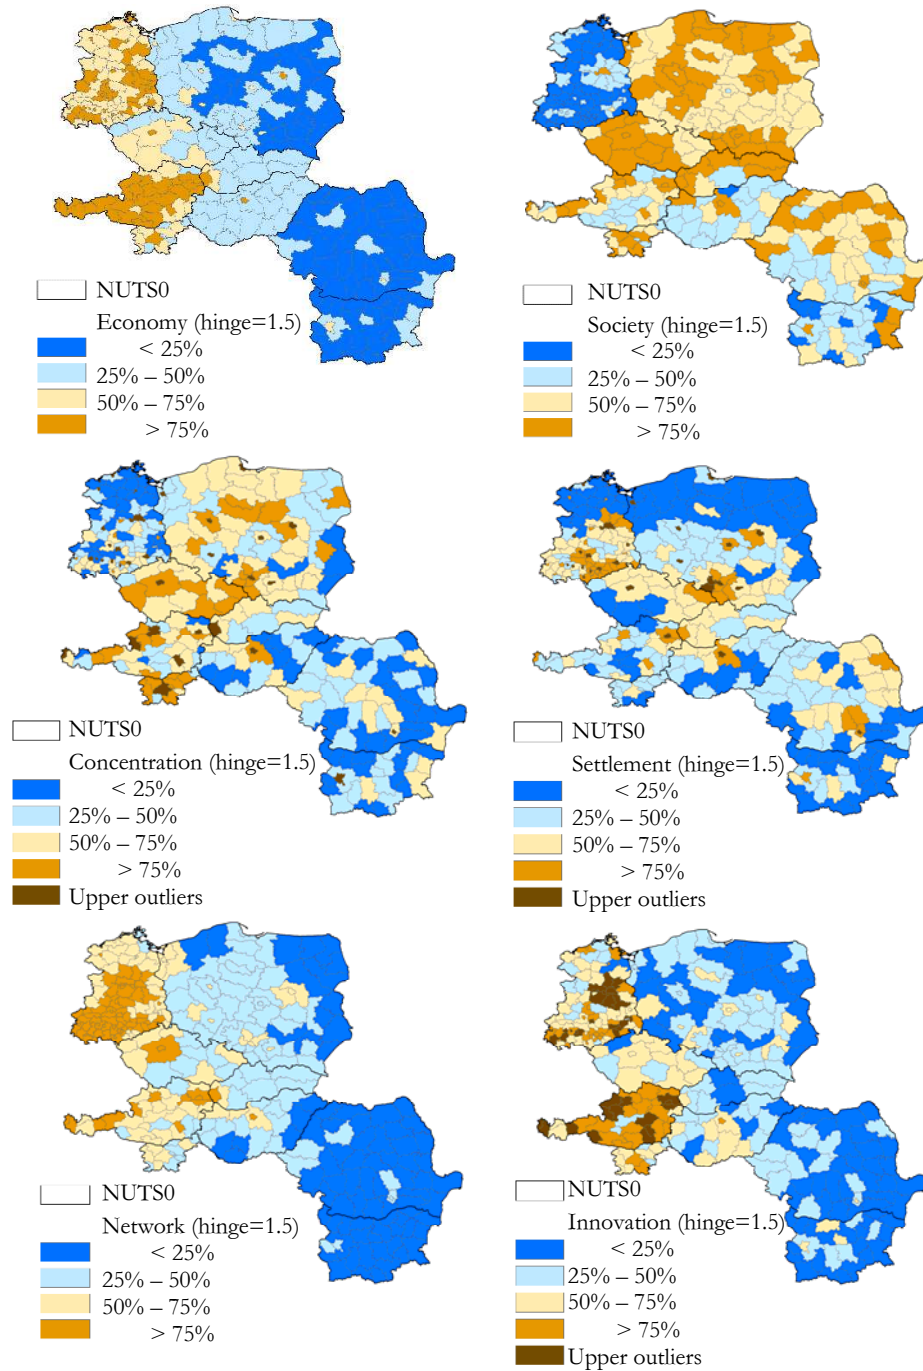 NUTS0
Economy (hinge=1.5)
< 25%
25% – 50%
50% – 75%
> 75%
NUTS0
Society (hinge=1.5)
< 25%
25% – 50%
50% – 75%
> 75%
NUTS0
Concentration (hinge=1.5)
< 25%
25% – 50%
50% – 75%
> 75%
Upper outliers
NUTS0
Settlement (hinge=1.5)
< 25%
25% – 50%
50% – 75%
> 75%
Upper outliers
NUTS0
Network (hinge=1.5)
< 25%
25% – 50%
50% – 75%
> 75%
NUTS0
Innovation (hinge=1.5)
< 25%
25% – 50%
50% – 75%
> 75%
Upper outliers